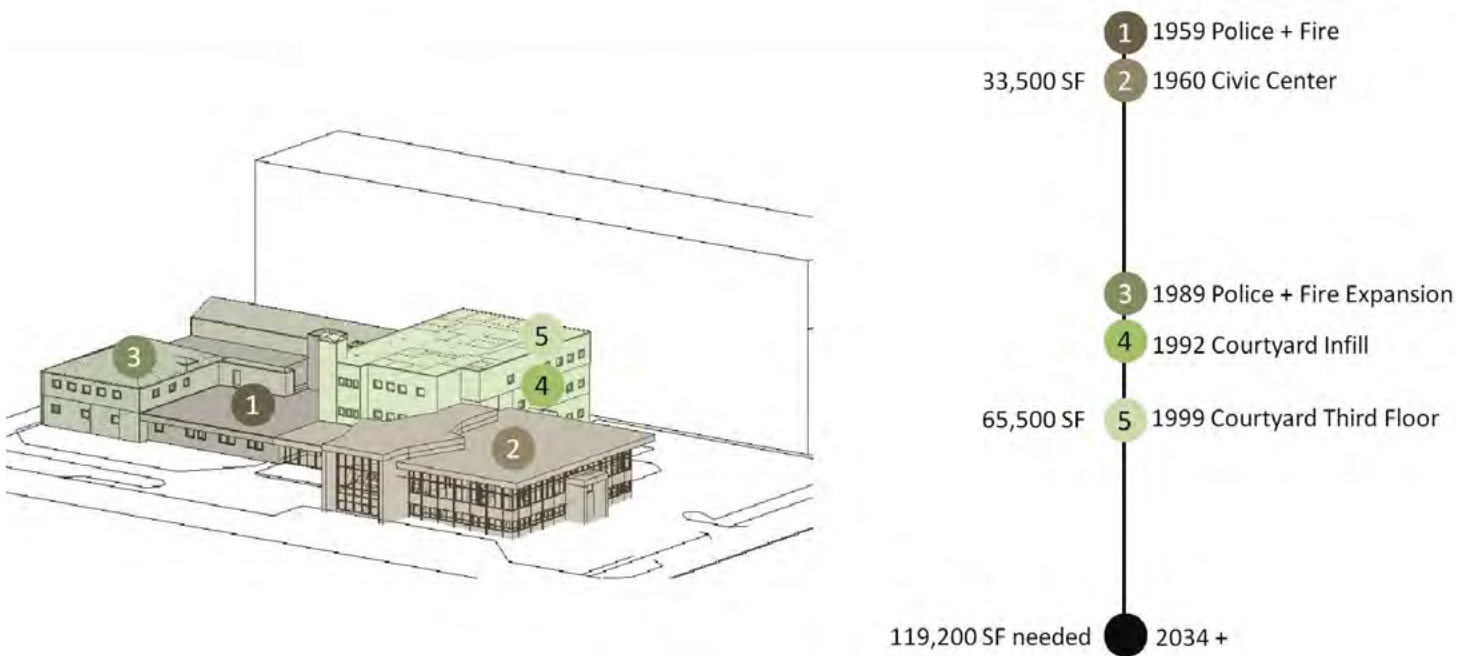 1 1959 Police + Fire
33,500 SF 2 1960 Civic Center
3 1989 Police + Fire Expansion
4 1992 Courtyard Infill
65,500 SF 5 1999 Courtyard Third Floor
119,200 SF needed 2034 +
5
3
4
1
2